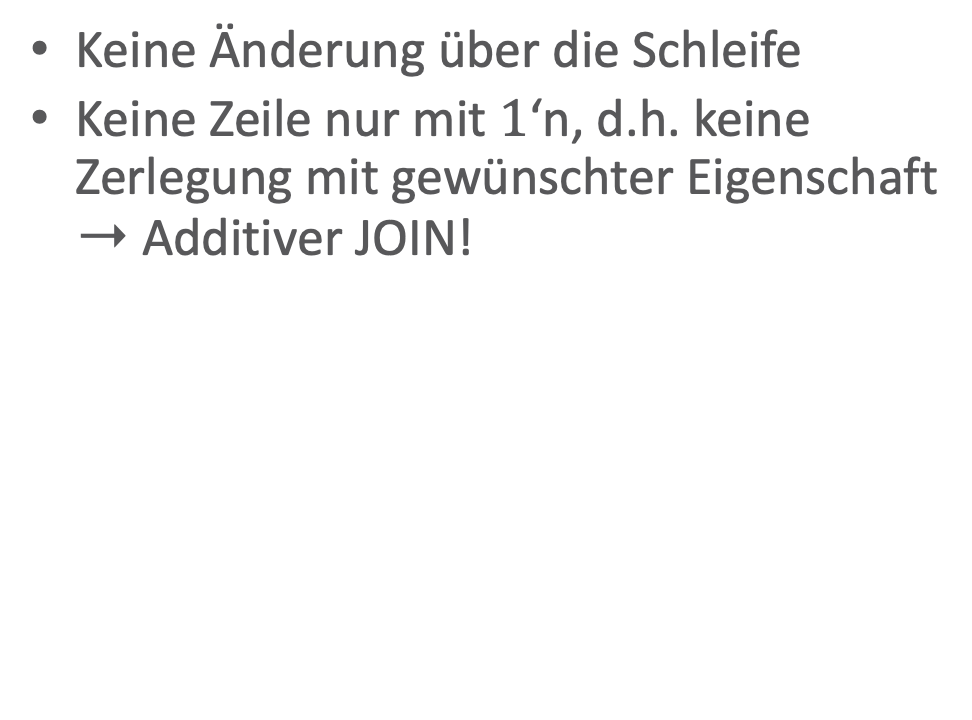 • Keine Änderung über die Schleife
• Keine Zeile nur mit 1‘n, d.h. keine
Zerlegung mit gewünschter Eigenschaft
→ Additiver JOIN!